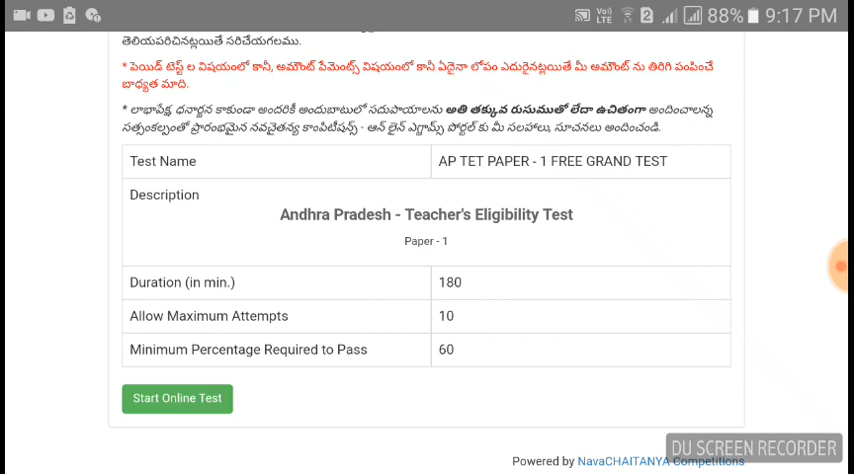 Vo))
LTE
2
88%
9:17 PM
తెలియపరిచినట్లయితే సరిచేయగలము.
* పెయిడ్ టెస్ట్ ల విషయంలో కానీ, అమౌంట్ పేమెంట్స్ విషయంలో కానీ ఏదైనా లోపం ఎదురైనట్లయితే మీ అమౌంట్ ను తిరిగి పంపించే
బాధ్యత మాది.
* లాభాపేక్ష, ధనార్జన కాకుండా అందరికీ అందుబాటులో సదుపాయాలను అతి తక్కువ రుసుముతో లేదా ఉచితంగా అందించాలన్న
సత్సంకల్పంతో ప్రారంభమైన నవచైతన్య కాంపిటీషన్స్ - ఆన్ లైన్ ఎగ్జామ్స్ పోర్టల్ కు మీ సలహాలు, సూచనలు అందించండి.
Test Name AP TET PAPER - 1 FREE GRAND TEST
Description
Andhra Pradesh - Teacher's Eligibility Test
Paper - 1
Duration (in min.) 180
Allow Maximum Attempts 10
Minimum Percentage Required to Pass 60
Start Online Test
DU SCREEN RECORDER
Powered by NavaCHAITANYA Competitions